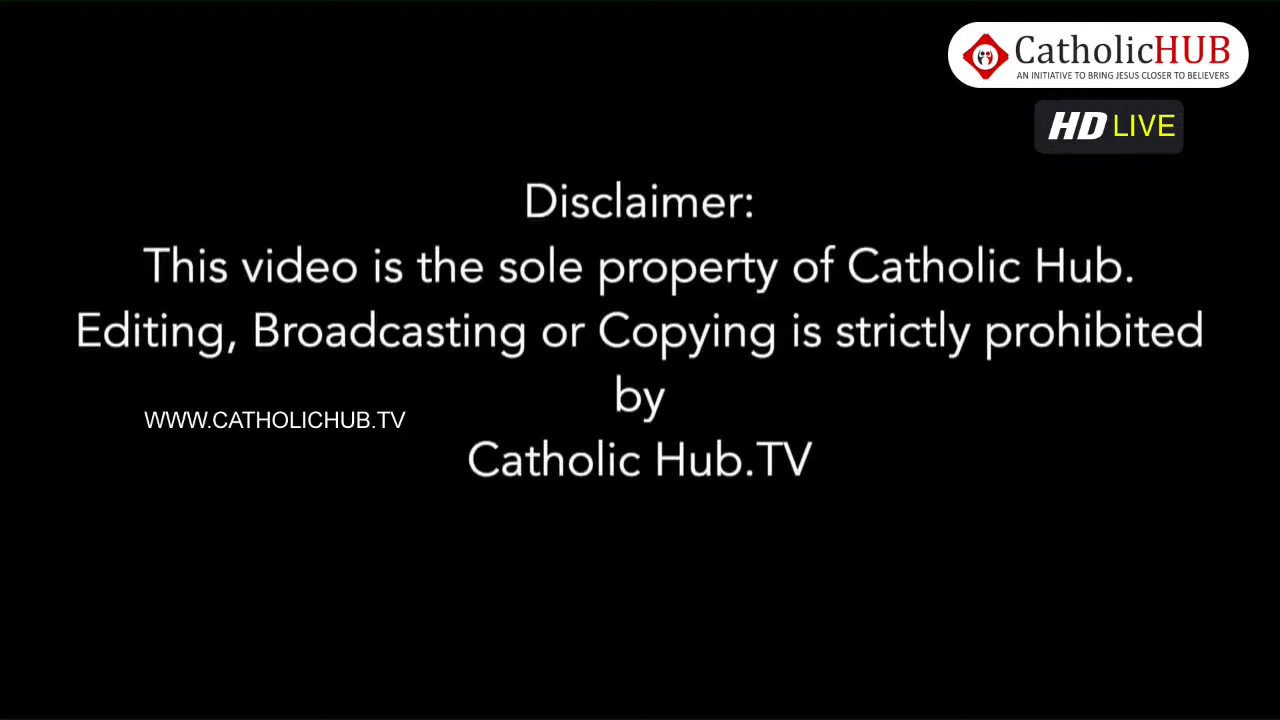 CatholicHUB
AN INITIATIVE TO BRING JESUS CLOSER TO BELIEVERS
HD LIVE
Disclaimer:
This video is the sole property of Catholic Hub.
Editing, Broadcasting or Copying is strictly prohibited
by
WWW.CATHOLICHUB.TV
Catholic Hub.TV